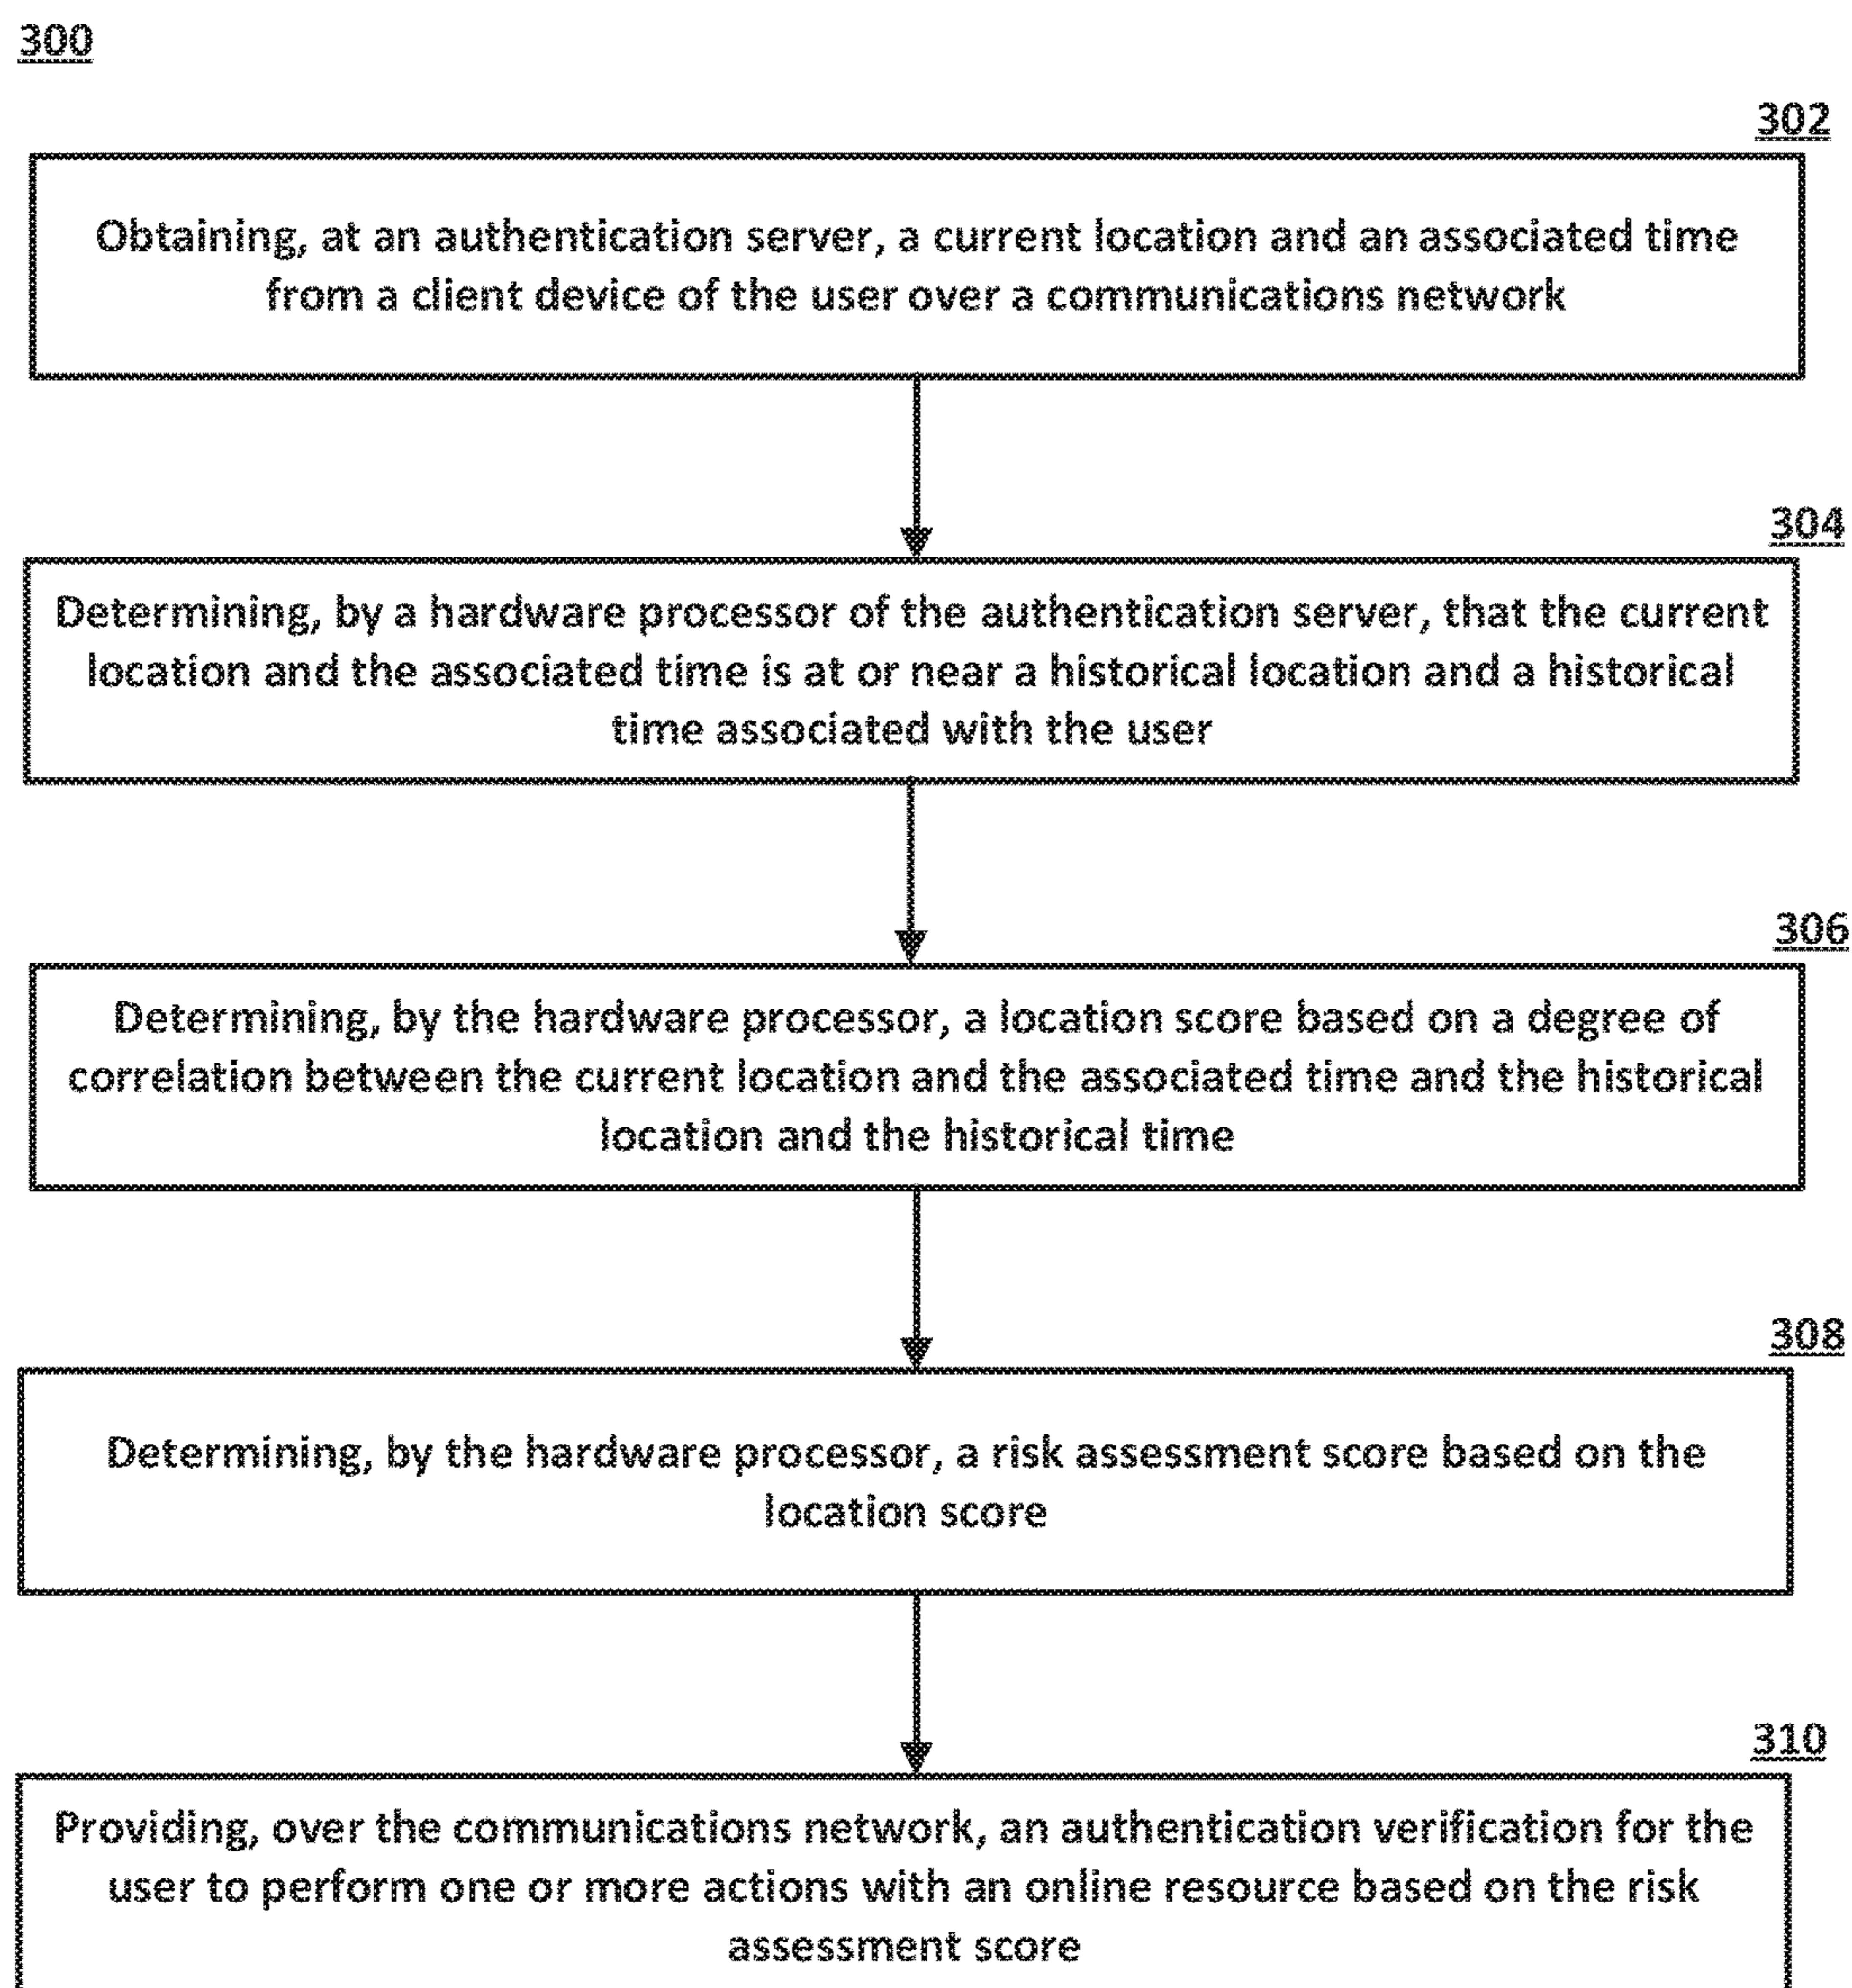 300
302
Obtaining, at an authentication server, a current location and an associated time
from a client device of the user over a communications network
304
Determining, by a hardware processor of the authentication server, that the current
location and the associated time is at or near a historical location and a historical
time associated with the user
306
Determining, by the hardware processor, a location score based on a degree of
correlation between the current location and the associated time and the historical
location and the historical time
308
Determining, by the hardware processor, a risk assessment score based on the
location score
310
Providing, over the communications network, an authentication verification for the
user to perform one or more actions with an online resource based on the risk
assessment score